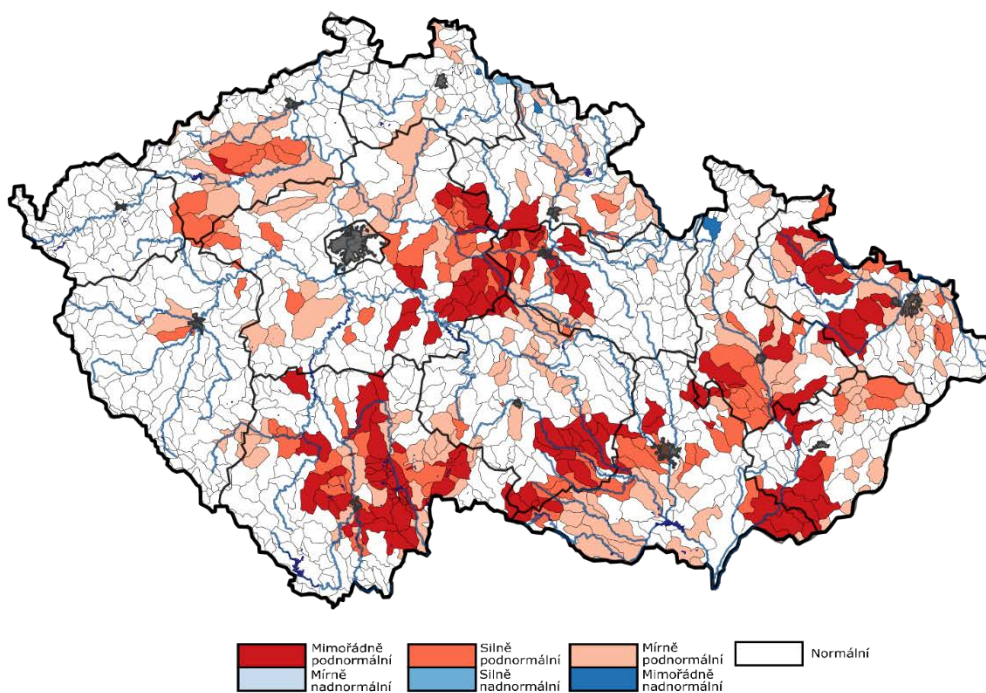 Mimořádně
podnormální
Silně
podnormální
Mírně
podnormální
Normální
Mírně
nadnormální
Silně
nadnormální
Mimořádně
nadnormální